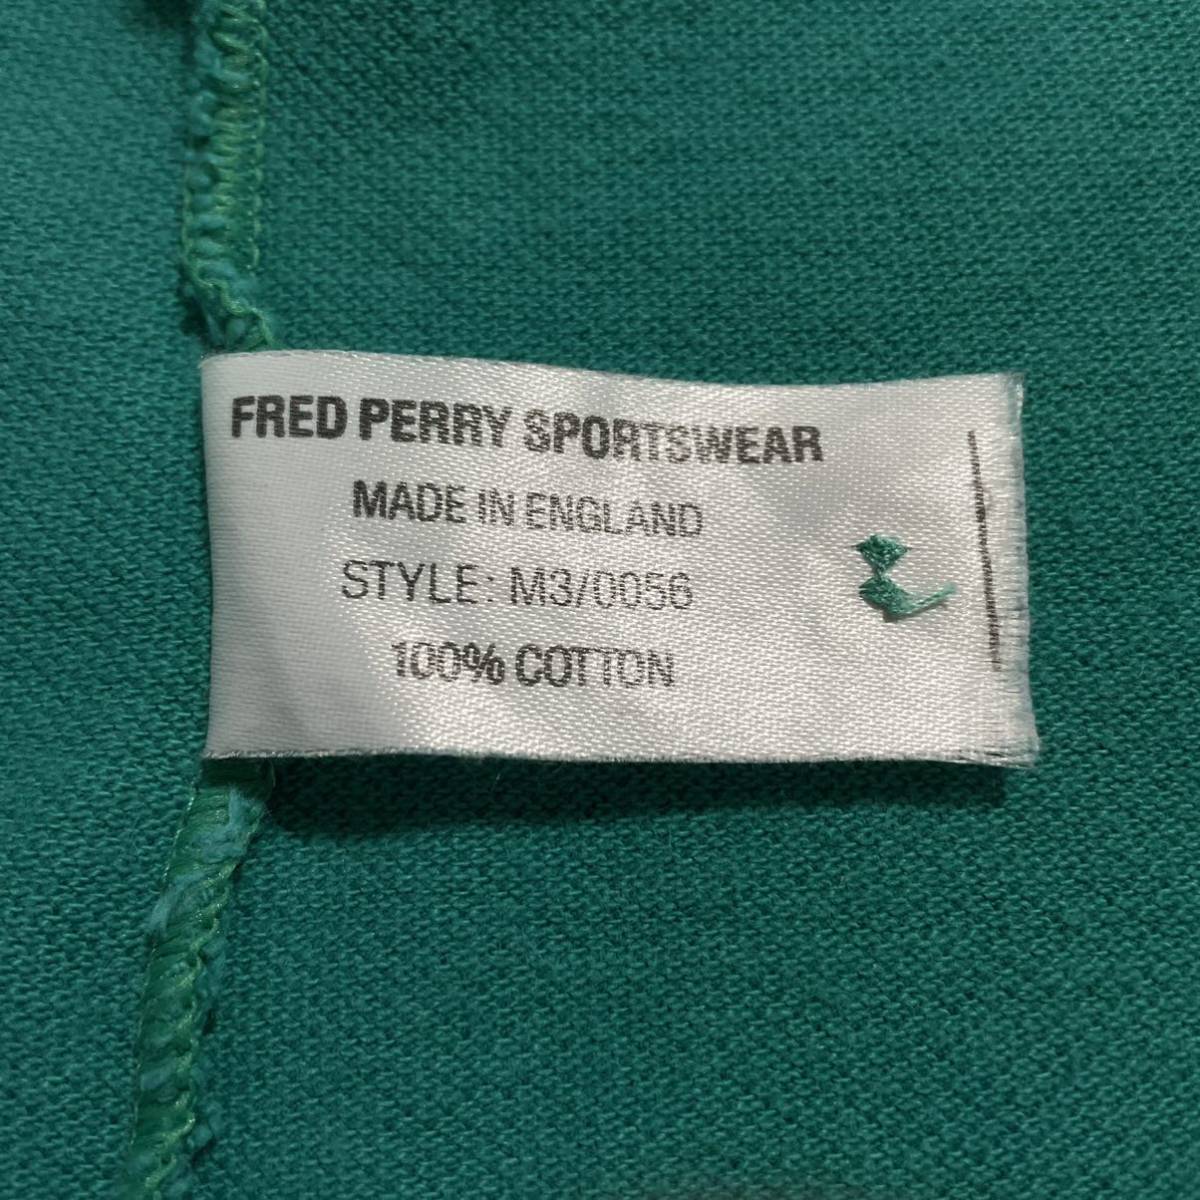 FRED PERRY SPORTSWEAR
MADE IN ENGLAND
STYLE: M3/0056
100% COTTON